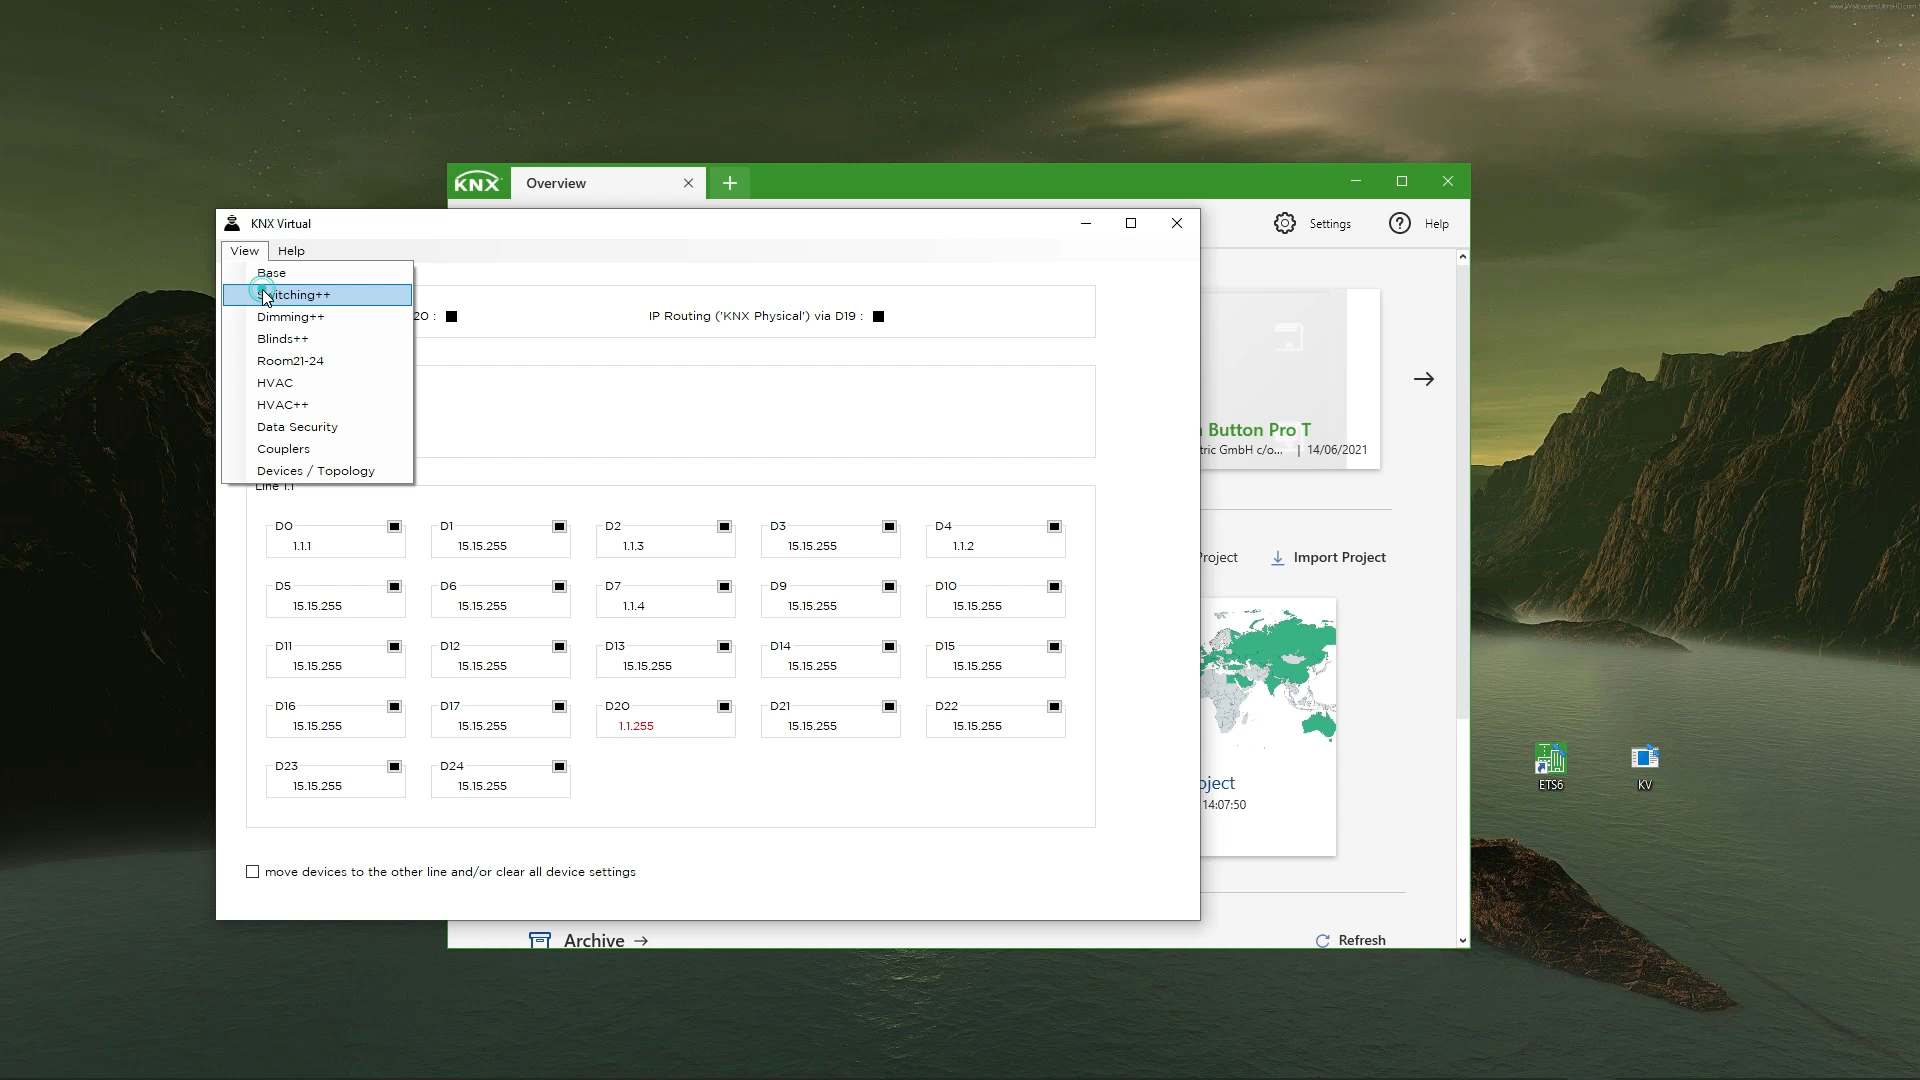 KNX
Overview
Settings
Help
KNX Virtual
View
Help
Base
Switching++
Dimming++
Blinds++
Room21-24
HVAC
HVAC++
Data Security
Couplers
Devices / Topology
20 :
IP Routing ('KNX Physical') via D19 :
Line 1.1
D0
1.1.1
D1
15.15.255
D2
1.1.3
D3
15.15.255
D4
1.1.2
D5
15.15.255
D6
15.15.255
D7
1.1.4
D9
15.15.255
D10
15.15.255
D11
15.15.255
D12
15.15.255
D13
15.15.255
D14
15.15.255
D15
15.15.255
D16
15.15.255
D17
15.15.255
D20
1.1.255
D21
15.15.255
D22
15.15.255
D23
15.15.255
D24
15.15.255
move devices to the other line and/or clear all device settings
Button Pro T
tric GmbH c/o... | 14/06/2021
Project
Import Project
oject
14:07:50
Archive
Refresh
ETS6
KV